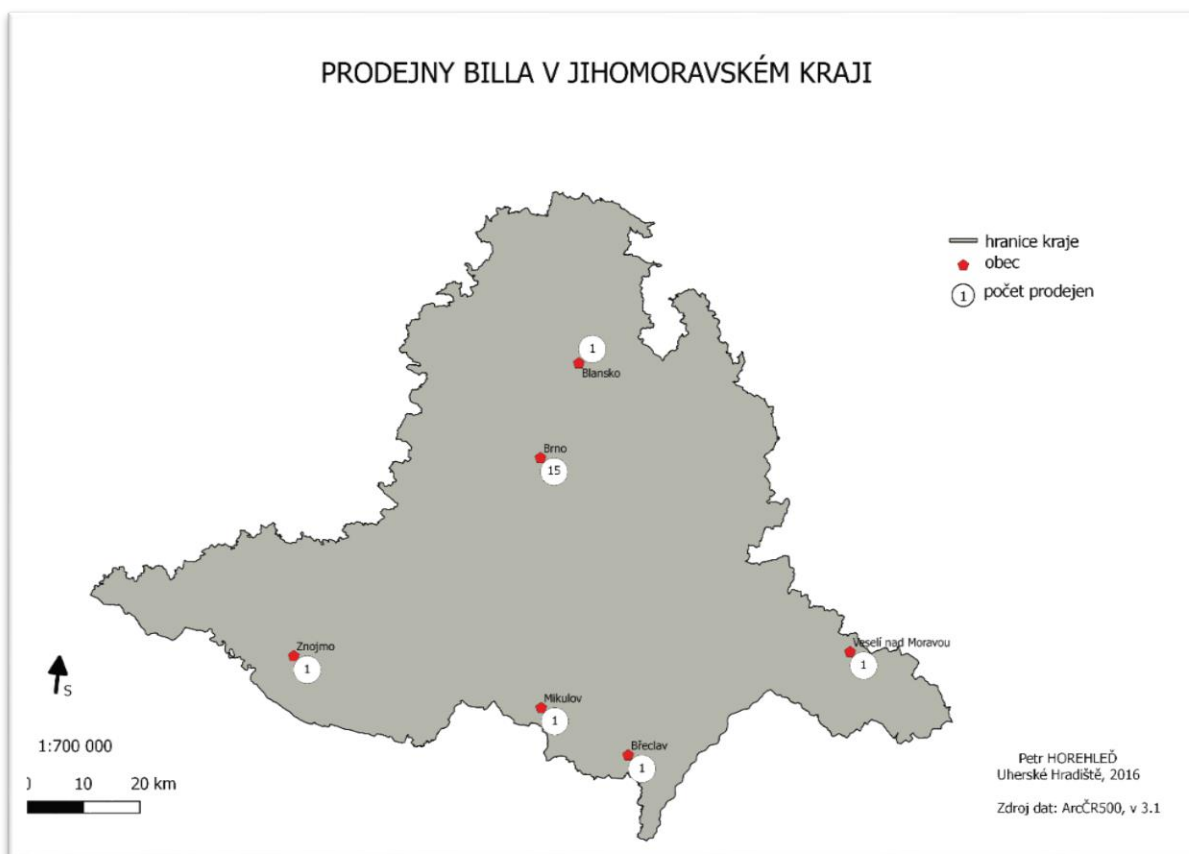 PRODEJNY BILLA V JIHOMORAVSKÉM KRAJI
hranice kraje
obec
1 počet prodejen
1
Blansko
Brno
15
Znojmo
1
Veselí nad Moravou
1
Mikulov
1
Břeclav
1
S
1:700 000
10 20 km
Petr HOREHLEĎ
Uherské Hradiště, 2016
Zdroj dat: ArcČR500, v 3.1